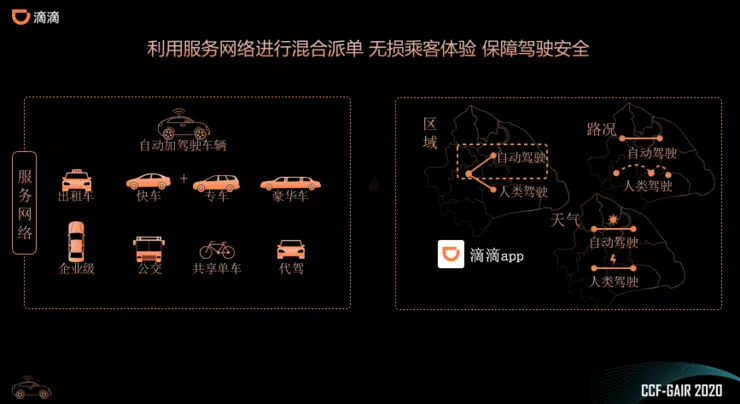 滴滴
利用服务网络进行混合派单 无损乘客体验 保障驾驶安全
服务网络
自动加驾驶车辆
出租车 快车 + 专车 豪华车
企业级 公交 共享单车 代驾
区域
自动驾驶
人类驾驶
路况
自动驾驶
人类驾驶
天气
自动驾驶
人类驾驶
滴滴app
CCF-GAIR 2020